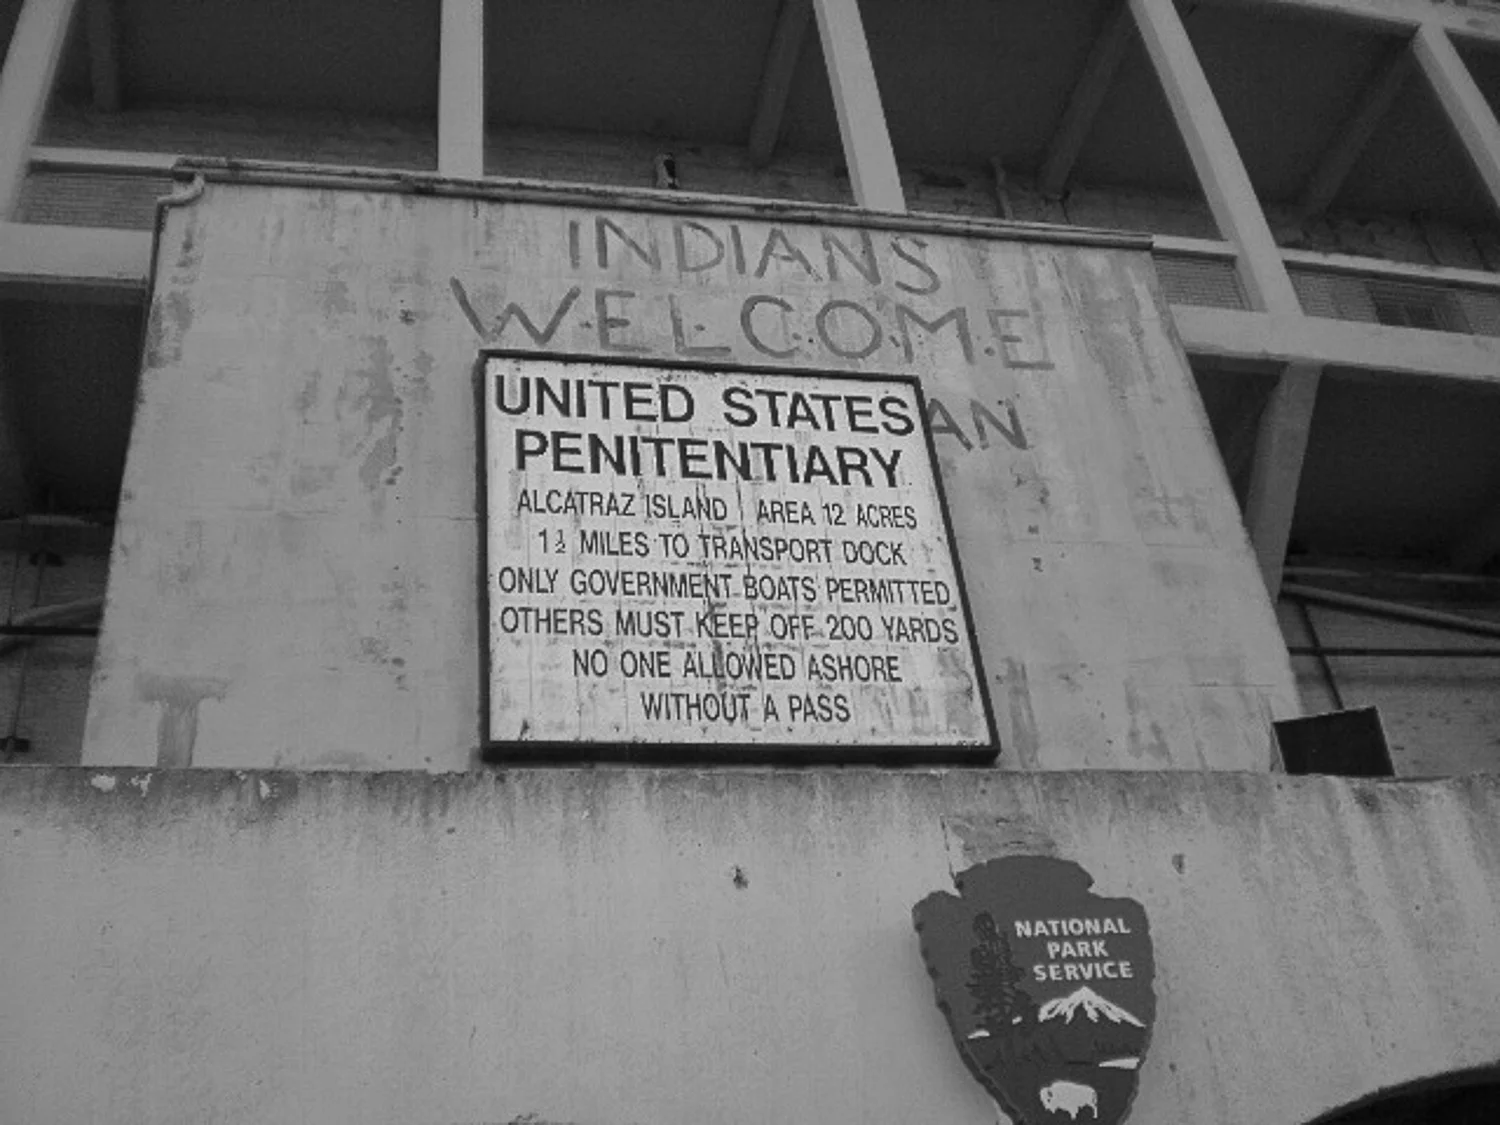 INDIANS
WELCOME
UNITED STATES
PENITENTIARY
ALCATRAZ ISLAND AREA 12 ACRES
1½ MILES TO TRANSPORT DOCK
ONLY GOVERNMENT BOATS PERMITTED
OTHERS MUST KEEP OFF 200 YARDS
NO ONE ALLOWED ASHORE
WITHOUT A PASS
NATIONAL
PARK
SERVICE